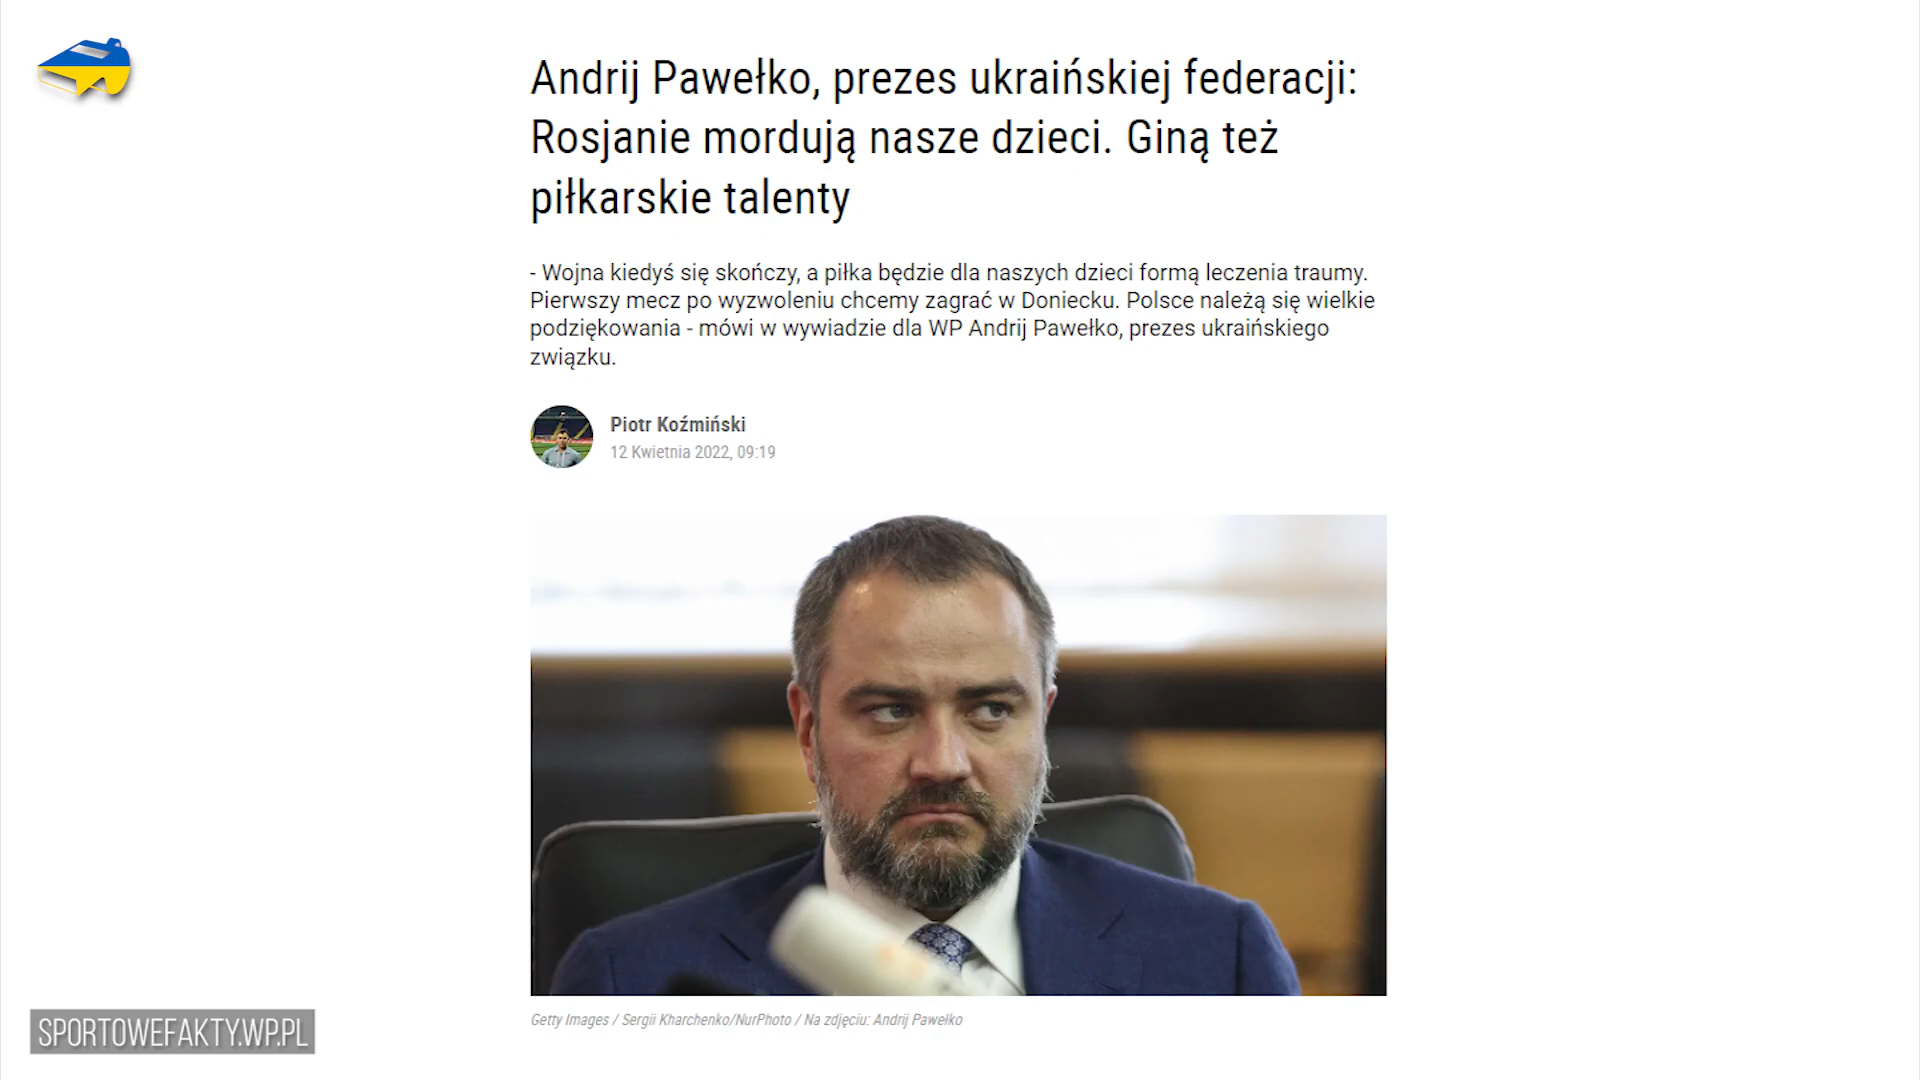 Andrij Pawełko, prezes ukraińskiej federacji:
Rosjanie mordują nasze dzieci. Giną też
piłkarskie talenty
- Wojna kiedyś się skończy, a piłka będzie dla naszych dzieci formą leczenia traumy.
Pierwszy mecz po wyzwoleniu chcemy zagrać w Doniecku. Polsce należą się wielkie
podziękowania - mówi w wywiadzie dla WP Andrij Pawełko, prezes ukraińskiego
związku.
Piotr Koźmiński
12 Kwietnia 2022, 09:19
Getty Images / Sergii Kharchenko/NurPhoto / Na zdjęciu: Andrij Pawełko
SPORTOWEFAKTY.WP.PL